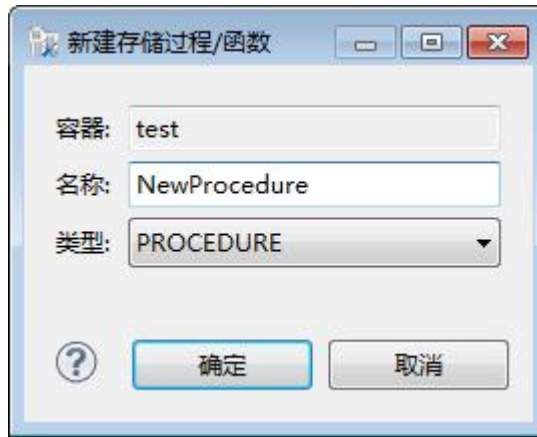 新建存储过程/函数
容器: test
名称: NewProcedure
类型: PROCEDURE
? 确定 取消